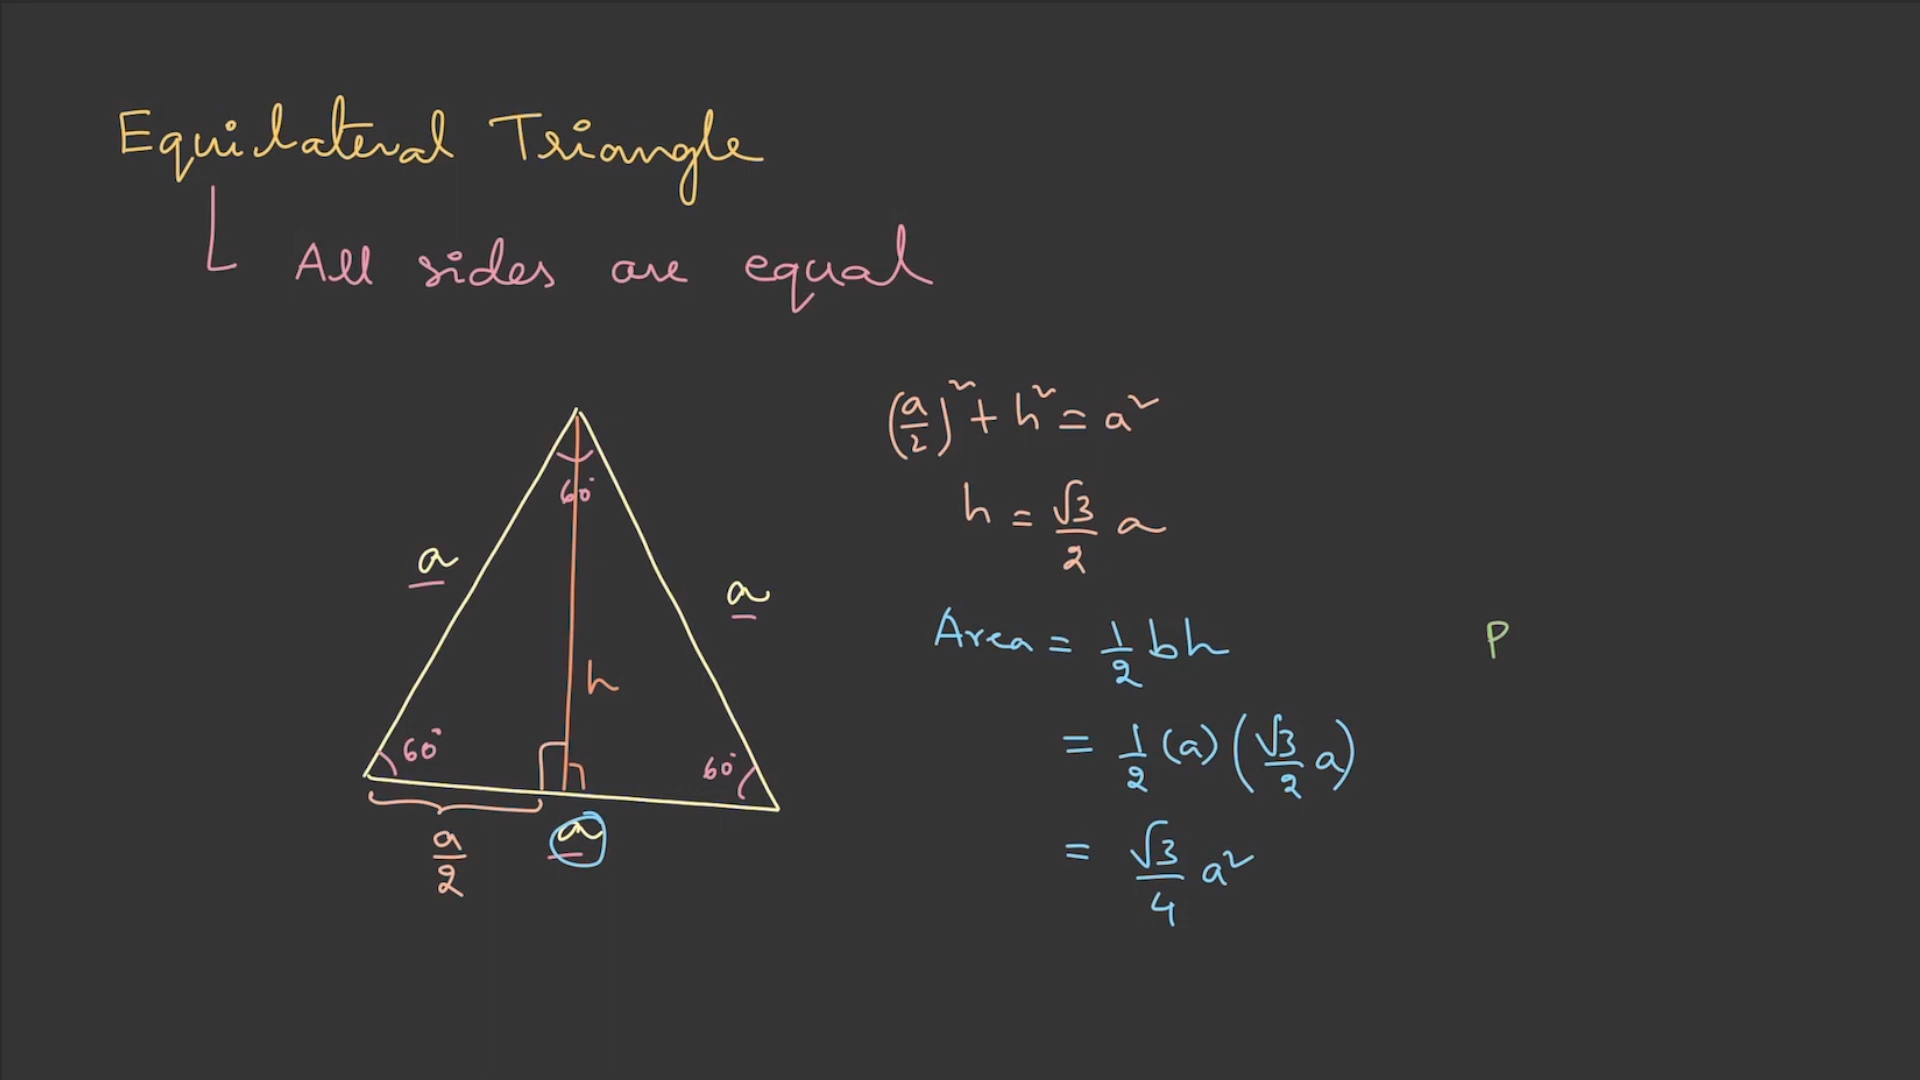 Equilateral Triangle
All sides are equal
(a/2)² + h² = a²
60°
h = √3/2 a
a
a
Area = 1/2 bh
P
h
60°
60°
= 1/2 (a) (√3/2 a)
a/2
a
= √3/4 a²